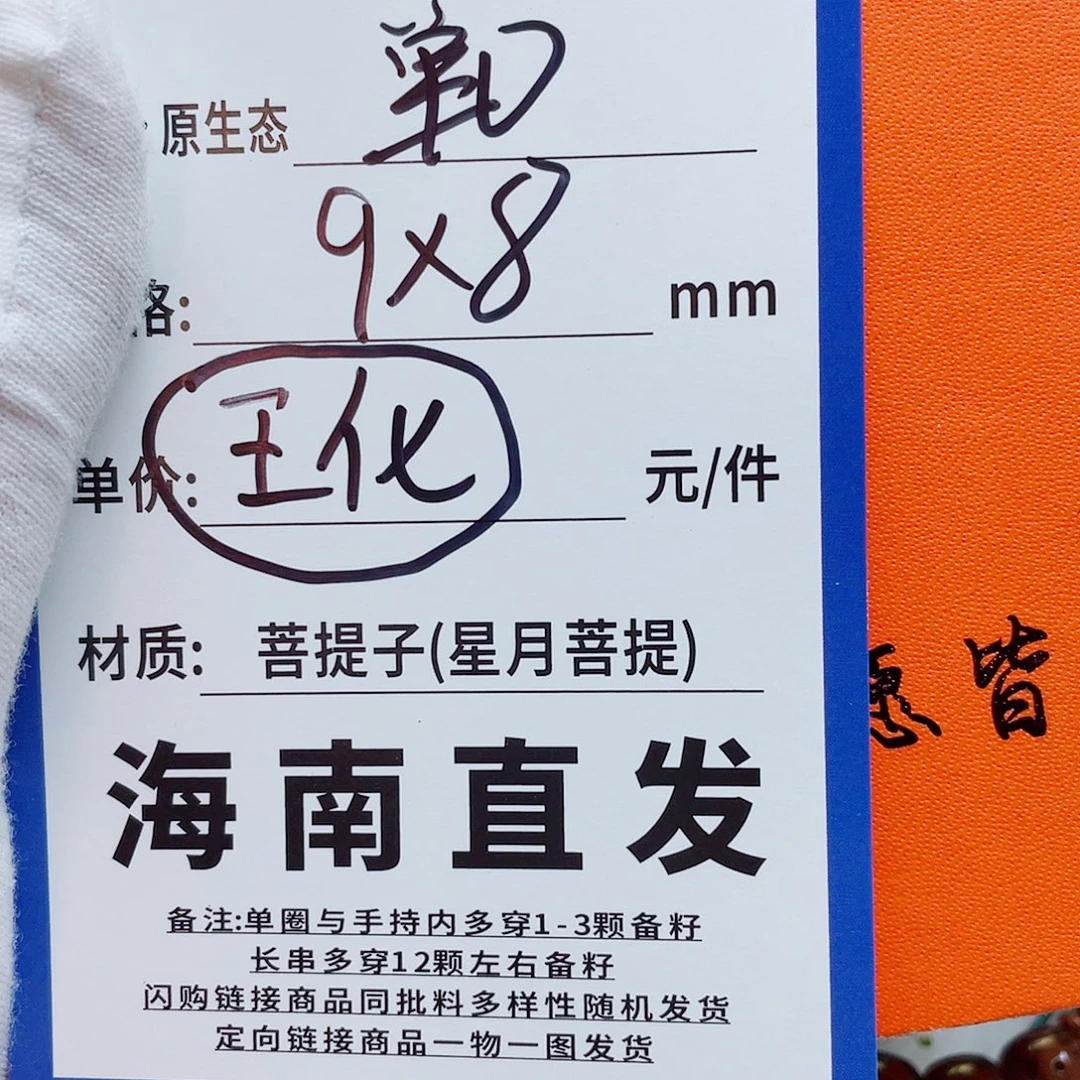 原生态
9x8
格: mm
单价: 玉化 元/件
材质: 菩提子(星月菩提)
海南直发
备注:单圈与手持内多穿1-3颗备籽
长串多穿12颗左右备籽
闪购链接商品同批料多样性随机发货
定向链接商品一物一图发货
愿皆